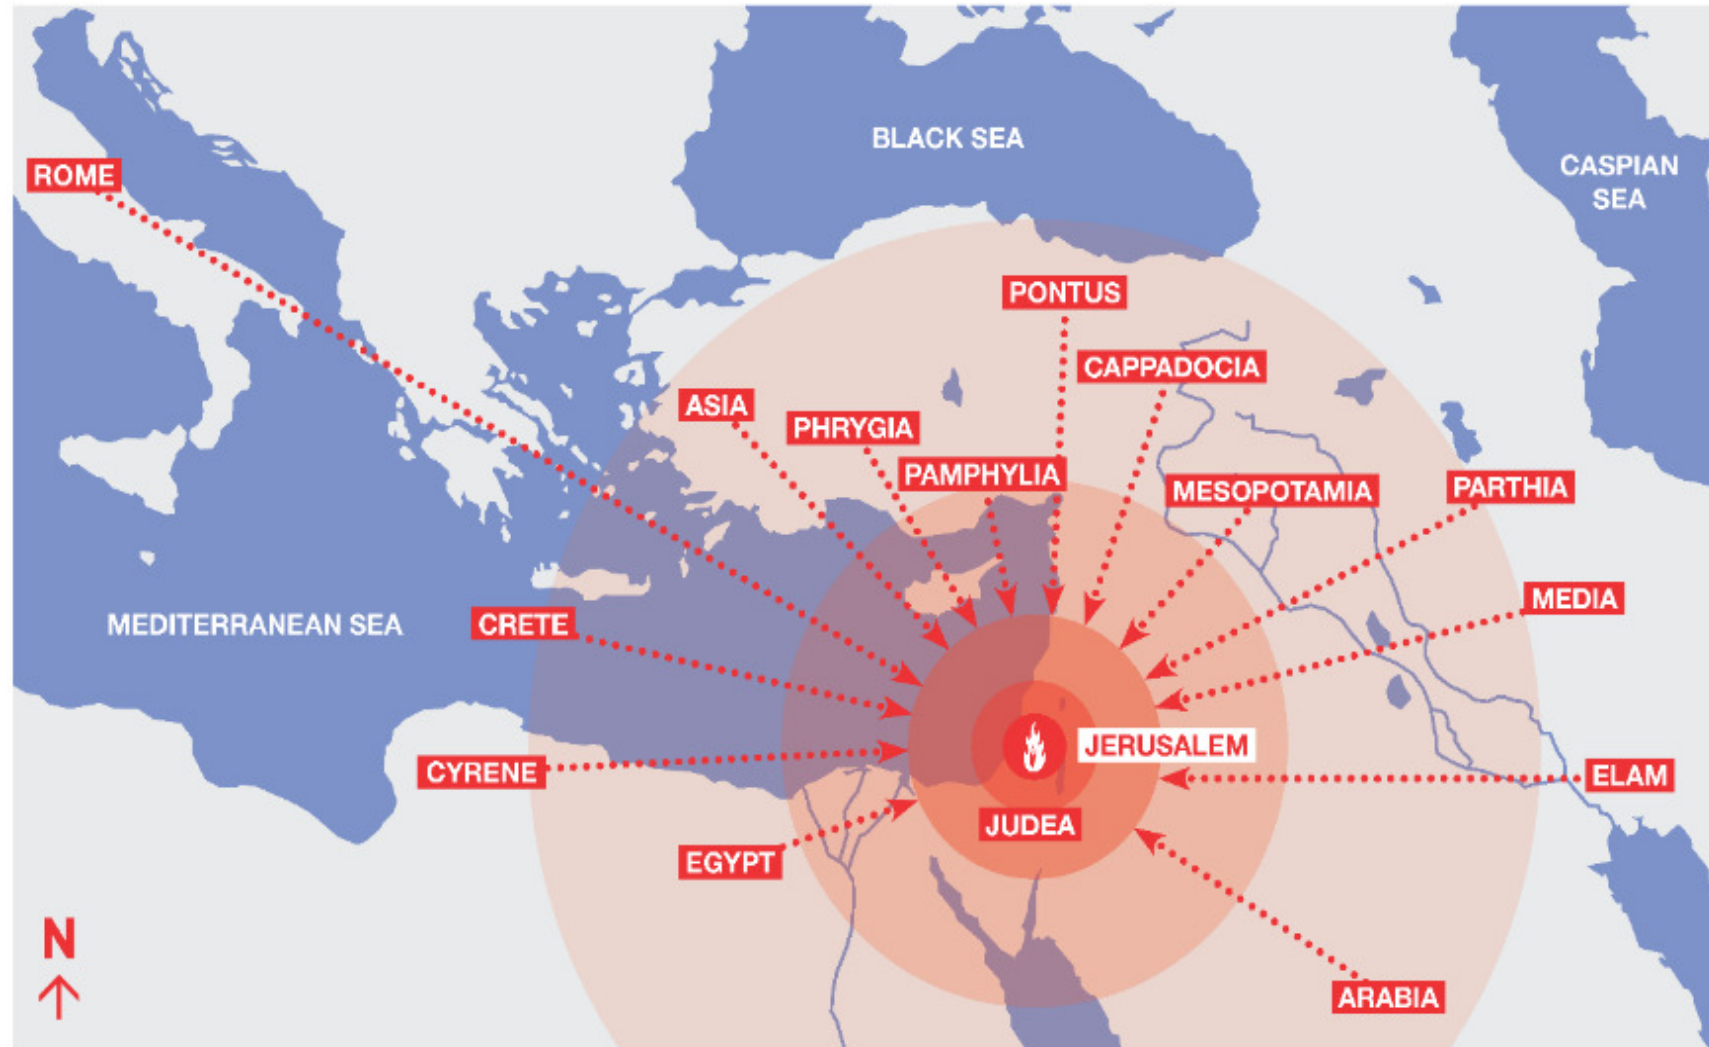 BLACK SEA
CASPIAN
SEA
ROME
PONTUS
CAPPADOCIA
ASIA
PHRYGIA
PAMPHYLIA
MESOPOTAMIA
PARTHIA
MEDIA
CRETE
MEDITERRANEAN SEA
JERUSALEM
CYRENE
ELAM
JUDEA
EGYPT
N
ARABIA